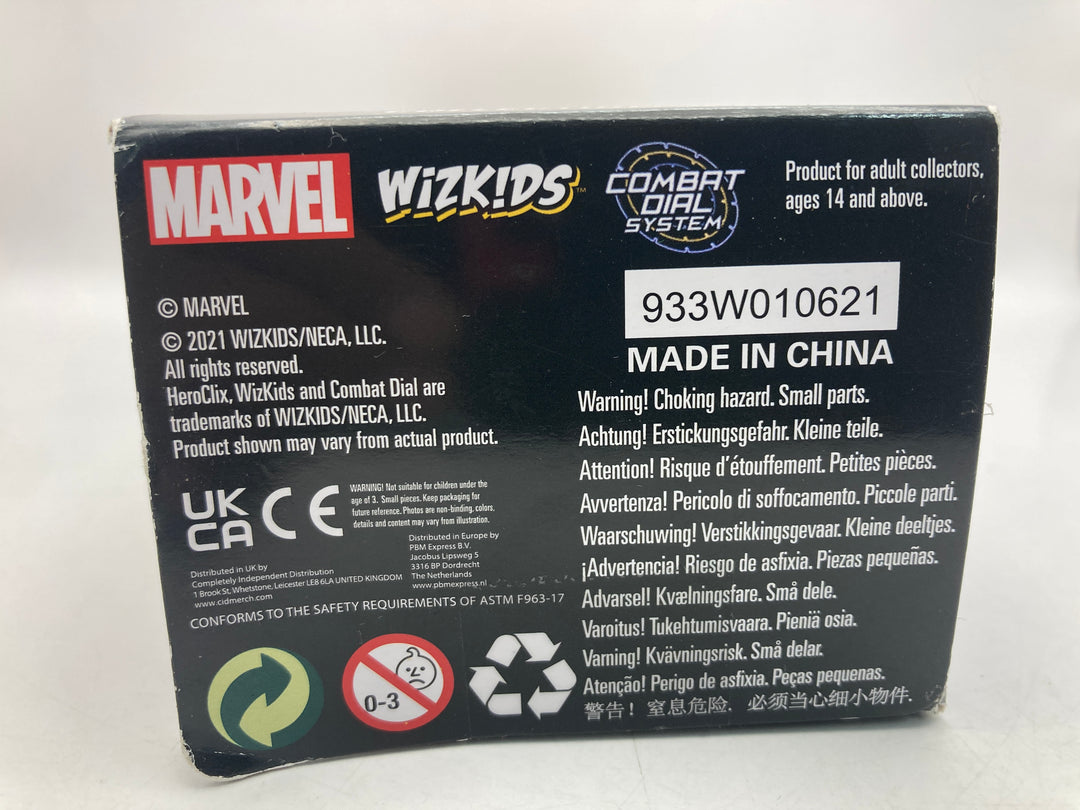 MARVEL
WiZK!DS™
COMBAT
DIAL
SYSTEM
Product for adult collectors,
ages 14 and above.
© MARVEL
© 2021 WIZKIDS/NECA, LLC.
All rights reserved.
HeroClix, WizKids and Combat Dial are
trademarks of WIZKIDS/NECA, LLC.
Product shown may vary from actual product.
UK
CA
CE
WARNING! Not suitable for children under the
age of 3. Small pieces. Keep packaging for
future reference. Photos are non-binding, colors,
details and content may vary from illustration.
Distributed in UK by
Completely Independent Distribution
1 Brook St, Whetstone, Leicester LE8 6LA UNITED KINGDOM
www.cidmerch.com
Distributed in Europe by
PBM Express B.V.
Jacobus Lipsweg 5
3316 BP Dordrecht
The Netherlands
www.pbmexpress.nl
CONFORMS TO THE SAFETY REQUIREMENTS OF ASTM F963-17
0-3
933W010621
MADE IN CHINA
Warning! Choking hazard. Small parts.
Achtung! Erstickungsgefahr. Kleine teile.
Attention! Risque d'étouffement. Petites pièces.
Avvertenza! Pericolo di soffocamento. Piccole parti.
Waarschuwing! Verstikkingsgevaar. Kleine deeltjes.
¡Advertencia! Riesgo de asfixia. Piezas pequeñas.
Advarsel! Kvælningsfare. Små dele.
Varoitus! Tukehtumisvaara. Pieniä osia.
Varning! Kvävningsrisk. Små delar.
Atenção! Perigo de asfixia. Peças pequenas.
警告！窒息危险. 必须当心细小物件.